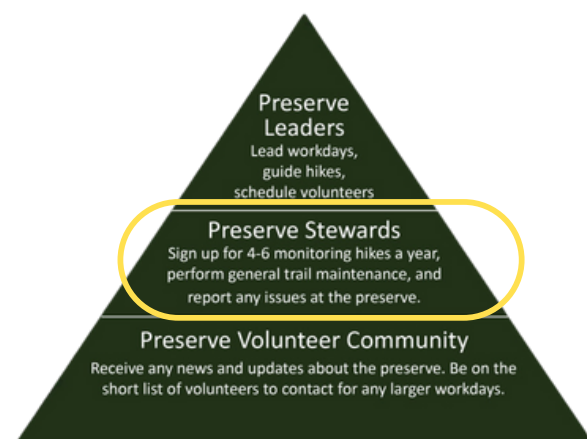 Preserve
Leaders
Lead workdays,
guide hikes,
schedule volunteers
Preserve Stewards
Sign up for 4-6 monitoring hikes a year,
perform general trail maintenance, and
report any issues at the preserve.
Preserve Volunteer Community
Receive any news and updates about the preserve. Be on the
short list of volunteers to contact for any larger workdays.